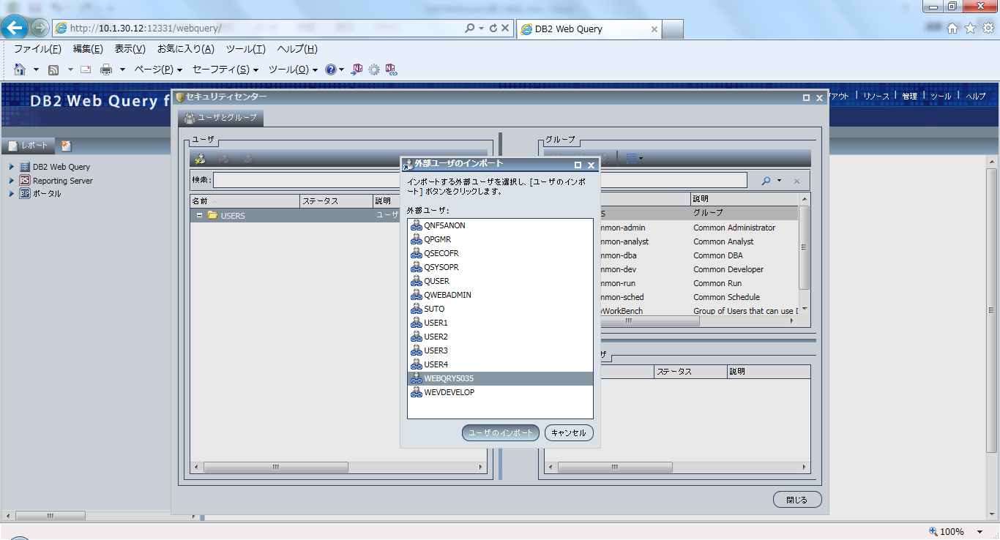 http://10.1.30.12:12331/webquery/
DB2 Web Query
ファイル(F) 編集(E) 表示(V) お気に入り(A) ツール(T) ヘルプ(H)
ページ(P) セーフティ(S) ツール(O)
DB2 Web Query f
セキュリティセンター
アウト | リソース | 管理 | ツール | ヘルプ
ユーザとグループ
レポート
DB2 Web Query
Reporting Server
ポータル
ユーザ
検索:
名前 ステータス 説明
USERS ユーザ
グループ
説明
S グループ
nmon-admin Common Administrator
nmon-analyst Common Analyst
nmon-dba Common DBA
nmon-dev Common Developer
nmon-run Common Run
nmon-sched Common Schedule
yWorkBench Group of Users that can use D
ザ
ステータス 説明
外部ユーザのインポート
インポートする外部ユーザを選択し、[ユーザのインポ
ート] ボタンをクリックします。
外部ユーザ:
QNFSANON
QPGMR
QSECOFR
QSYSOPR
QUSER
QWEBADMIN
SUTO
USER1
USER2
USER3
USER4
WEBQRY5035
WEVDEVELOP
ユーザのインポート キャンセル
閉じる
100%